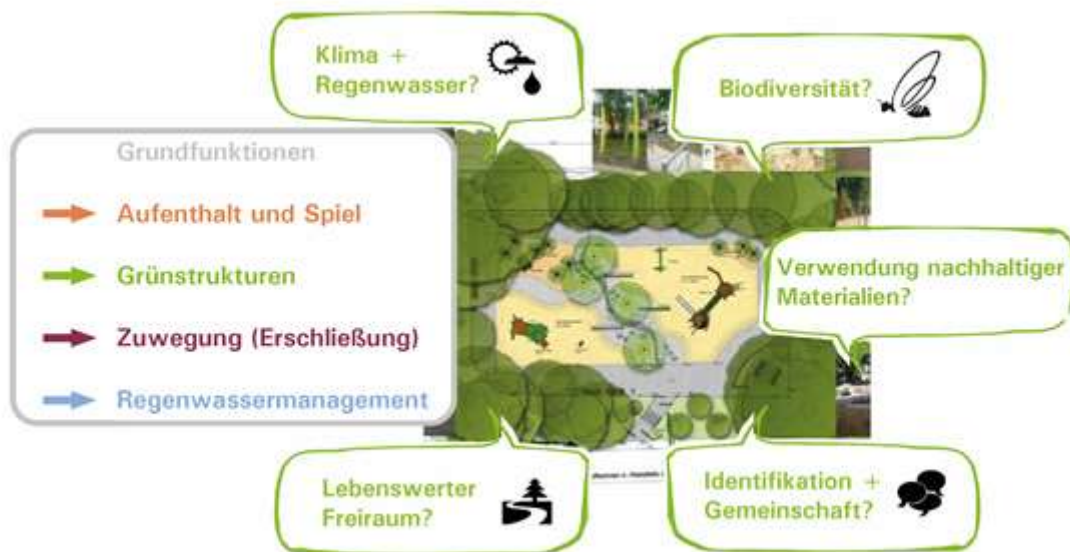 Klima +
Regenwasser?
Biodiversität?
Grundfunktionen
Aufenthalt und Spiel
Grünstrukturen
Zuwegung (Erschließung)
Regenwassermanagement
Verwendung nachhaltiger
Materialien?
Lebenswerter
Freiraum?
Identifikation +
Gemeinschaft?